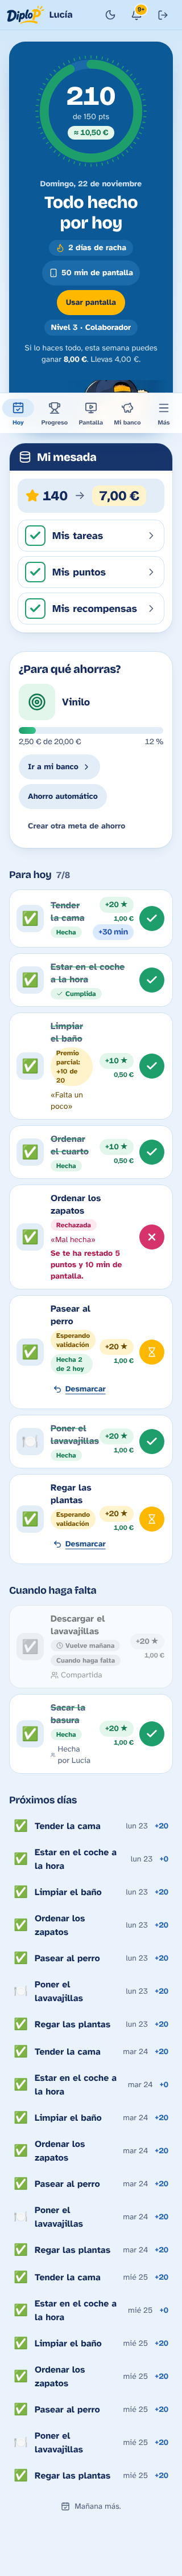 DiploP
Lucía
9+
210
de 150 pts
≈ 10,50 €
Domingo, 22 de noviembre
Todo hecho
por hoy
2 días de racha
50 min de pantalla
Usar pantalla
Nivel 3 · Colaborador
Si lo haces todo, esta semana puedes
ganar 8,00 €. Llevas 4,00 €.
Hoy
Progreso
Pantalla
Mi banco
Más
Mi mesada
140 → 7,00 €
Mis tareas
Mis puntos
Mis recompensas
¿Para qué ahorras?
Vinilo
2,50 € de 20,00 €
12 %
Ir a mi banco
Ahorro automático
Crear otra meta de ahorro
Para hoy 7/8
Tender
la cama
Hecha
+20 ★
1,00 €
+30 min
Estar en el coche
a la hora
Cumplida
Limpiar
el baño
Premio
parcial:
+10 de
20
«Falta un
poco»
+10 ★
0,50 €
Ordenar
el cuarto
Hecha
+10 ★
0,50 €
Ordenar los
zapatos
Rechazada
«Mal hecha»
Se te ha restado 5
puntos y 10 min de
pantalla.
Pasear al
perro
Esperando
validación
Hecha 2
de 2 hoy
+20 ★
1,00 €
Desmarcar
Poner el
lavavajillas
Hecha
+20 ★
1,00 €
Regar las
plantas
Esperando
validación
+20 ★
1,00 €
Desmarcar
Cuando haga falta
Descargar el
lavavajillas
Vuelve mañana
Cuando haga falta
Compartida
+20 ★
1,00 €
Sacar la
basura
Hecha
Hecha
por Lucía
+20 ★
1,00 €
Próximos días
Tender la cama lun 23 +20
Estar en el coche a
la hora lun 23 +0
Limpiar el baño lun 23 +20
Ordenar los
zapatos lun 23 +20
Pasear al perro lun 23 +20
Poner el
lavavajillas lun 23 +20
Regar las plantas lun 23 +20
Tender la cama mar 24 +20
Estar en el coche a
la hora mar 24 +0
Limpiar el baño mar 24 +20
Ordenar los
zapatos mar 24 +20
Pasear al perro mar 24 +20
Poner el
lavavajillas mar 24 +20
Regar las plantas mar 24 +20
Tender la cama mié 25 +20
Estar en el coche a
la hora mié 25 +0
Limpiar el baño mié 25 +20
Ordenar los
zapatos mié 25 +20
Pasear al perro mié 25 +20
Poner el
lavavajillas mié 25 +20
Regar las plantas mié 25 +20
Mañana más.